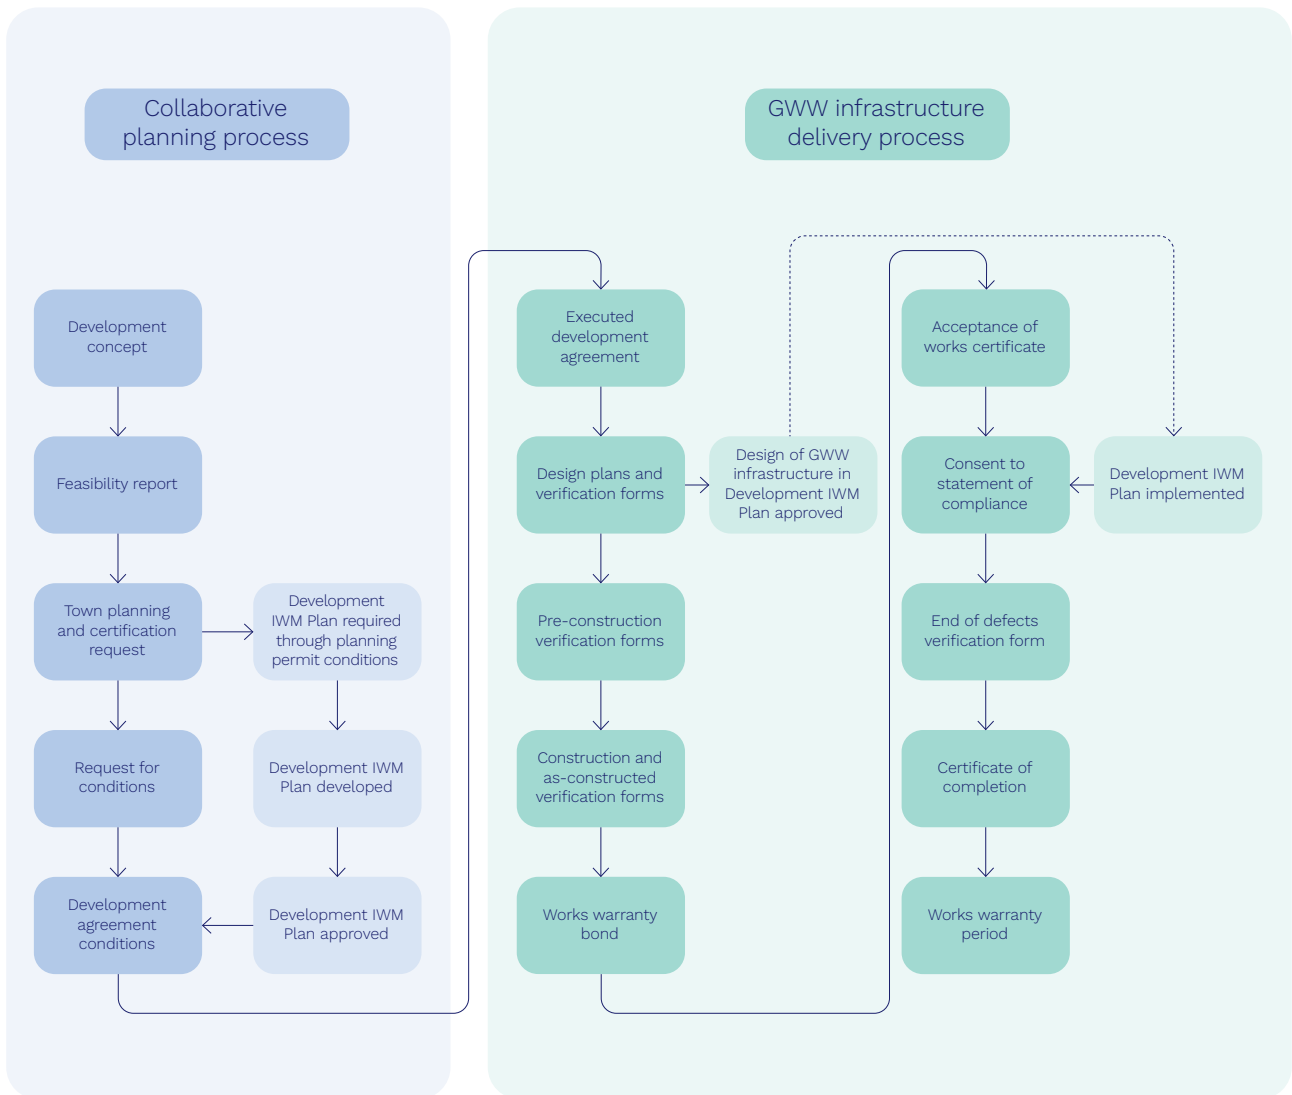 Collaborative
planning process
GWW infrastructure
delivery process
Development
concept
Feasibility report
Town planning
and certification
request
Development
IWM Plan required
through planning
permit conditions
Request for
conditions
Development IWM
Plan developed
Development
agreement
conditions
Development IWM
Plan approved
Executed
development
agreement
Design plans and
verification forms
Design of GWW
infrastructure in
Development IWM
Plan approved
Pre-construction
verification forms
Construction and
as-constructed
verification forms
Works warranty
bond
Acceptance of
works certificate
Consent to
statement of
compliance
Development IWM
Plan implemented
End of defects
verification form
Certificate of
completion
Works warranty
period